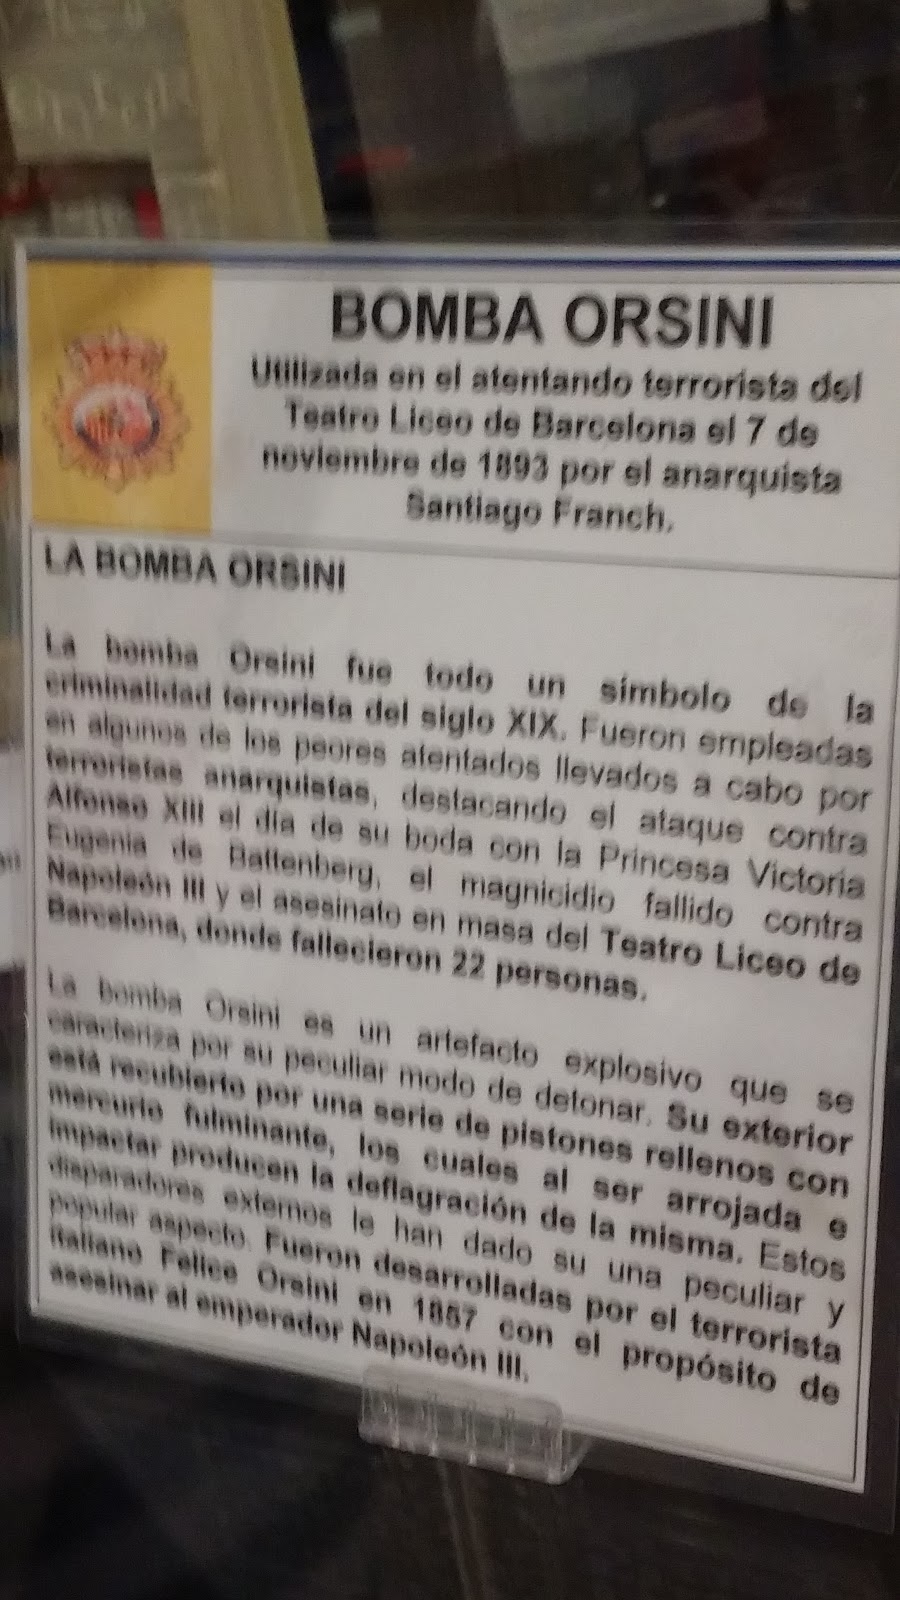 BOMBA ORSINI
Utilizada en el atentando terrorista del
Teatro Liceo de Barcelona el 7 de
noviembre de 1893 por el anarquista
Santiago Franch.
LA BOMBA ORSINI
La bomba Orsini fue todo un símbolo de la
criminalidad terrorista del siglo XIX. Fueron empleadas
en algunos de los peores atentados llevados a cabo por
terroristas anarquistas, destacando el ataque contra
Alfonso XIII el día de su boda con la Princesa Victoria
Eugenia de Battenberg, el magnicidio fallido contra
Napoleón III y el asesinato en masa del Teatro Liceo de
Barcelona, donde fallecieron 22 personas.
La bomba Orsini es un artefacto explosivo que se
caracteriza por su peculiar modo de detonar. Su exterior
está recubierto por una serie de pistones rellenos con
mercurio fulminante, los cuales al ser arrojada e
impactar producen la deflagración de la misma. Estos
disparadores externos le han dado su una peculiar y
popular aspecto. Fueron desarrolladas por el terrorista
italiano Felice Orsini en 1857 con el propósito de
asesinar al emperador Napoleón III.